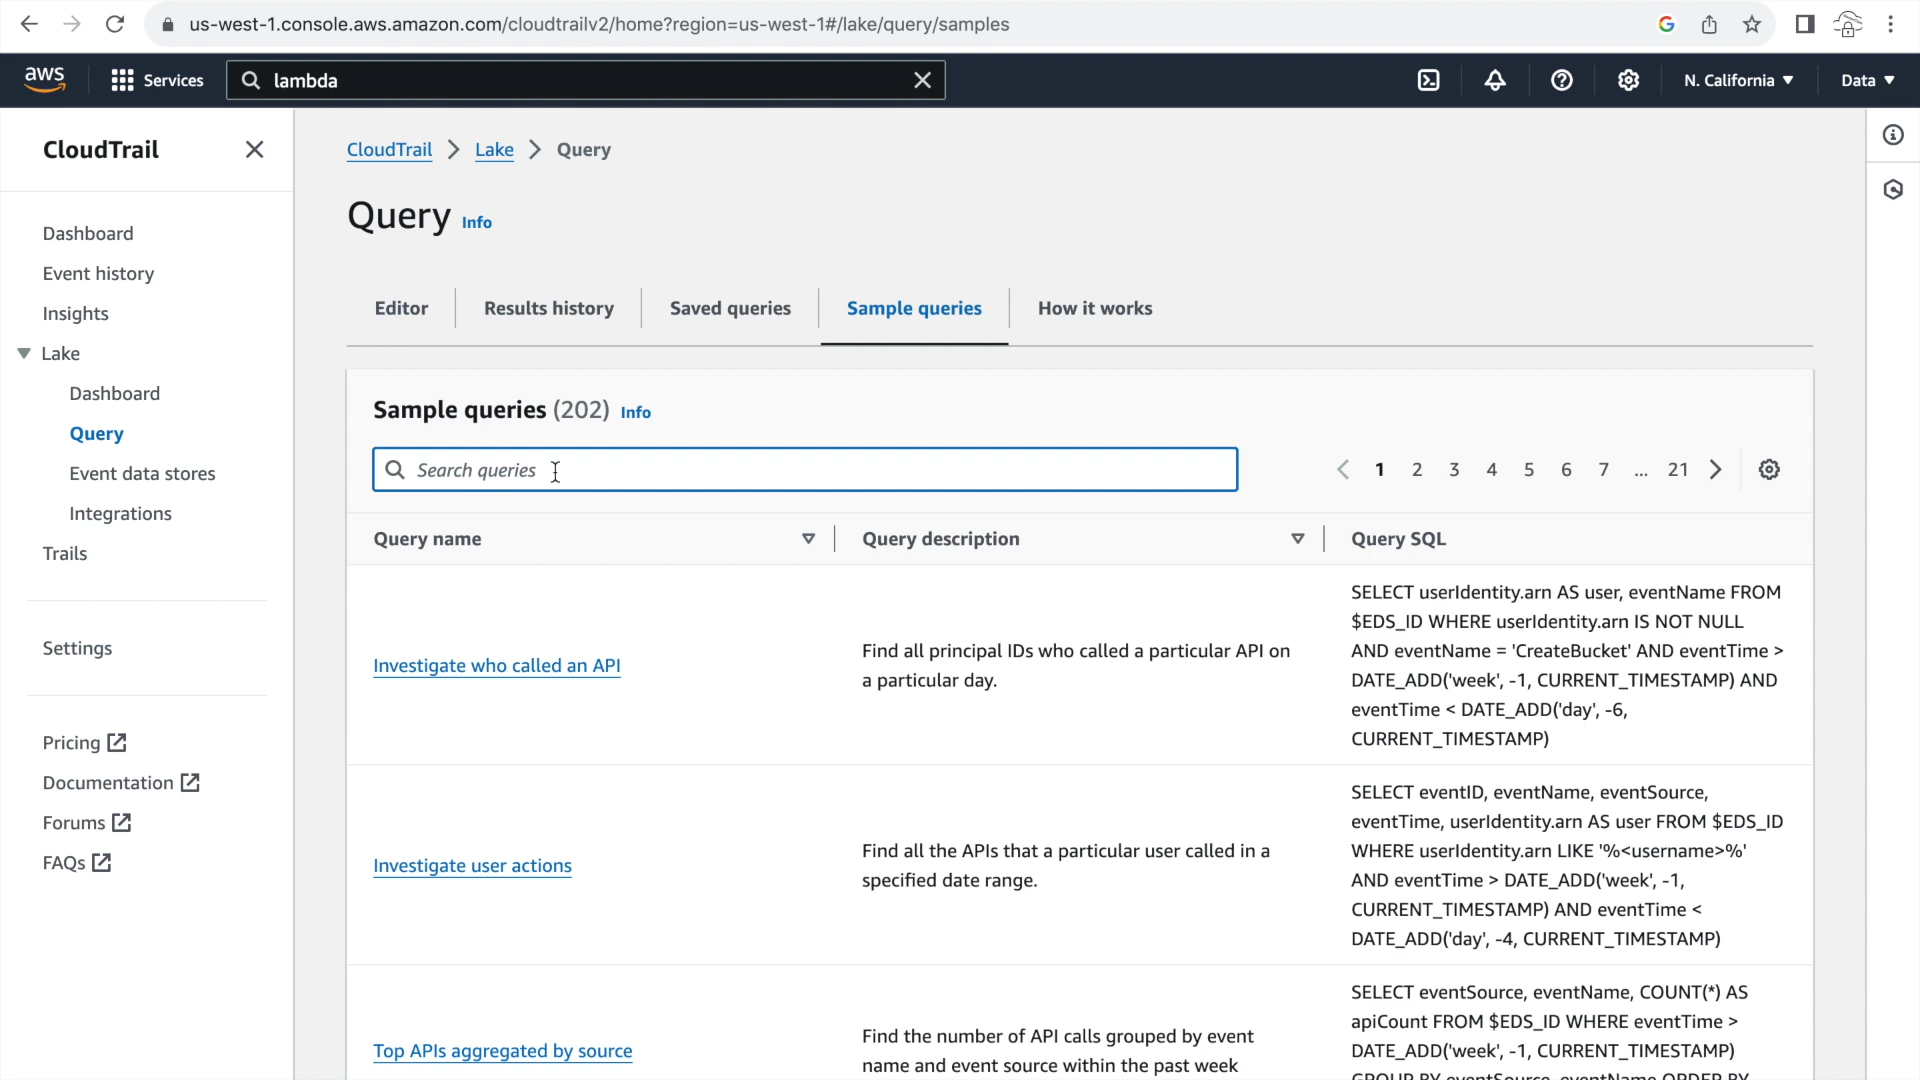 us-west-1.console.aws.amazon.com/cloudtrailv2/home?region=us-west-1#/lake/query/samples
aws
Services
lambda
N. California
Data
CloudTrail
Dashboard
Event history
Insights
Lake
Dashboard
Query
Event data stores
Integrations
Trails
Settings
Pricing
Documentation
Forums
FAQs
CloudTrail > Lake > Query
Query Info
Editor
Results history
Saved queries
Sample queries
How it works
Sample queries (202) Info
Search queries
1 2 3 4 5 6 7 ... 21
Query name
Query description
Query SQL
Investigate who called an API
Find all principal IDs who called a particular API on
a particular day.
SELECT userIdentity.arn AS user, eventName FROM
$EDS_ID WHERE userIdentity.arn IS NOT NULL
AND eventName = 'CreateBucket' AND eventTime >
DATE_ADD('week', -1, CURRENT_TIMESTAMP) AND
eventTime < DATE_ADD('day', -6,
CURRENT_TIMESTAMP)
Investigate user actions
Find all the APIs that a particular user called in a
specified date range.
SELECT eventID, eventName, eventSource,
eventTime, userIdentity.arn AS user FROM $EDS_ID
WHERE userIdentity.arn LIKE '%<username>%'
AND eventTime > DATE_ADD('week', -1,
CURRENT_TIMESTAMP) AND eventTime <
DATE_ADD('day', -4, CURRENT_TIMESTAMP)
Top APIs aggregated by source
Find the number of API calls grouped by event
name and event source within the past week
SELECT eventSource, eventName, COUNT(*) AS
apiCount FROM $EDS_ID WHERE eventTime >
DATE_ADD('week', -1, CURRENT_TIMESTAMP)
GROUP BY eventSource, eventName ORDER BY